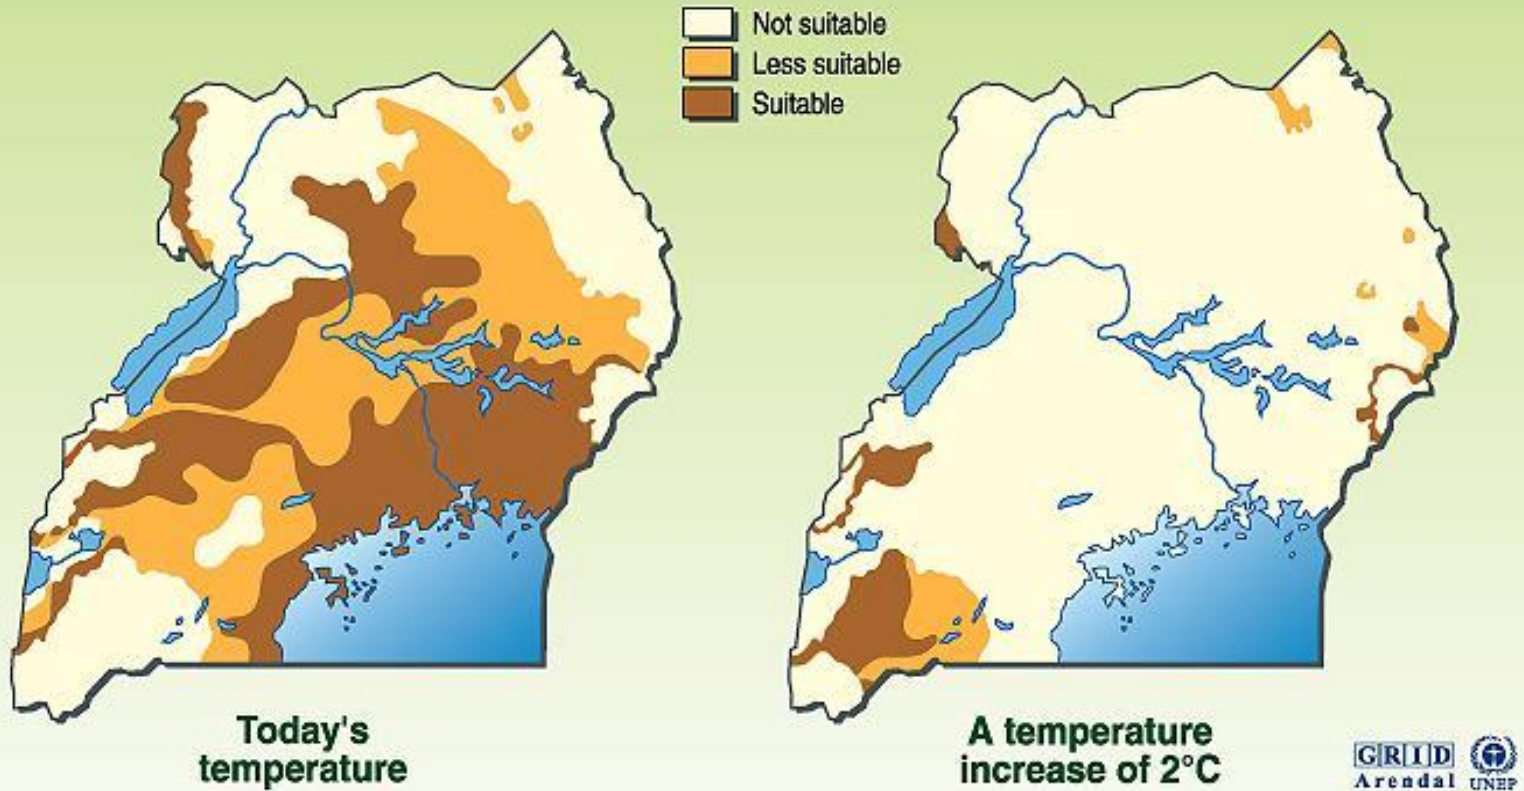 Not suitable
Less suitable
Suitable
Today's
temperature
A temperature
increase of 2°C
GRID
Arendal
UNEP